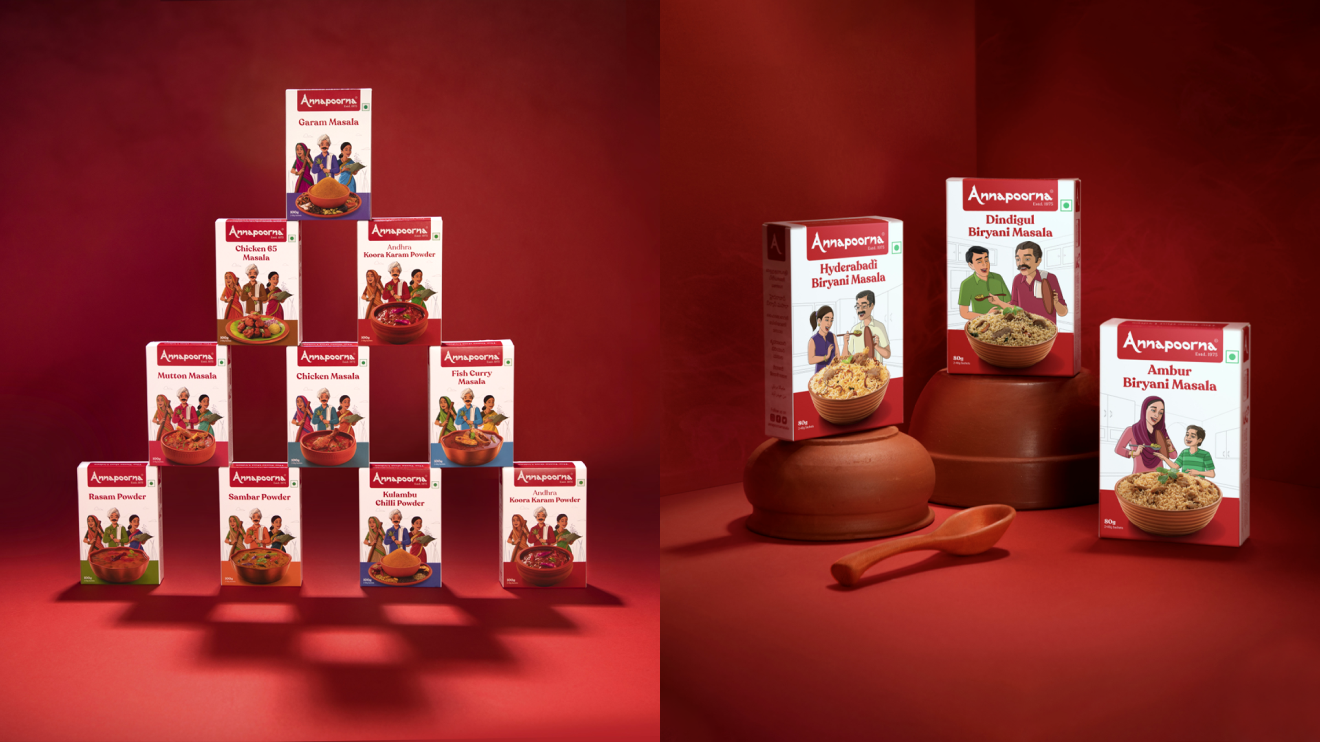 Annapoorna
Garam Masala
Annapoorna
Chicken 65
Masala
Annapoorna
Andhra
Koora Karam Powder
Annapoorna
Mutton Masala
Annapoorna
Chicken Masala
Annapoorna
Fish Curry
Masala
Annapoorna
Rasam Powder
Annapoorna
Sambar Powder
Annapoorna
Kulambu
Chilli Powder
Annapoorna
Andhra
Koora Karam Powder
Annapoorna®
Estd. 1975
Hyderabadi
Biryani Masala
80g
Annapoorna®
Estd. 1975
Dindigul
Biryani Masala
80g
Annapoorna®
Estd. 1975
Ambur
Biryani Masala
80g